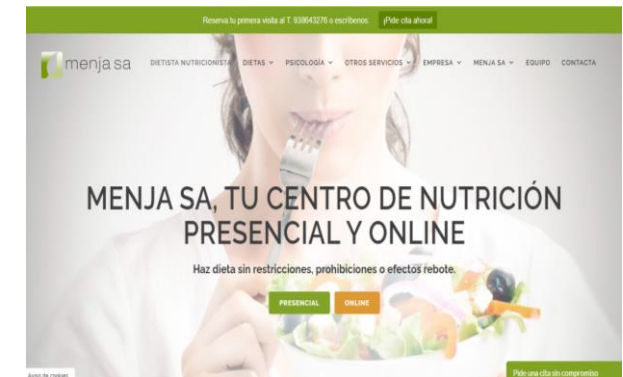 Reserva tu primera visita al T. 938643276 o escríbenos: ¡Pide cita ahora!
menja sa
DIETISTA NUTRICIONISTA DIETAS PSICOLOGÍA OTROS SERVICIOS EMPRESA MENJA SA EQUIPO CONTACTA
MENJA SA, TU CENTRO DE NUTRICIÓN
PRESENCIAL Y ONLINE
Haz dieta sin restricciones, prohibiciones o efectos rebote.
PRESENCIAL ONLINE
Aviso de cookies
Pide una cita sin compromiso